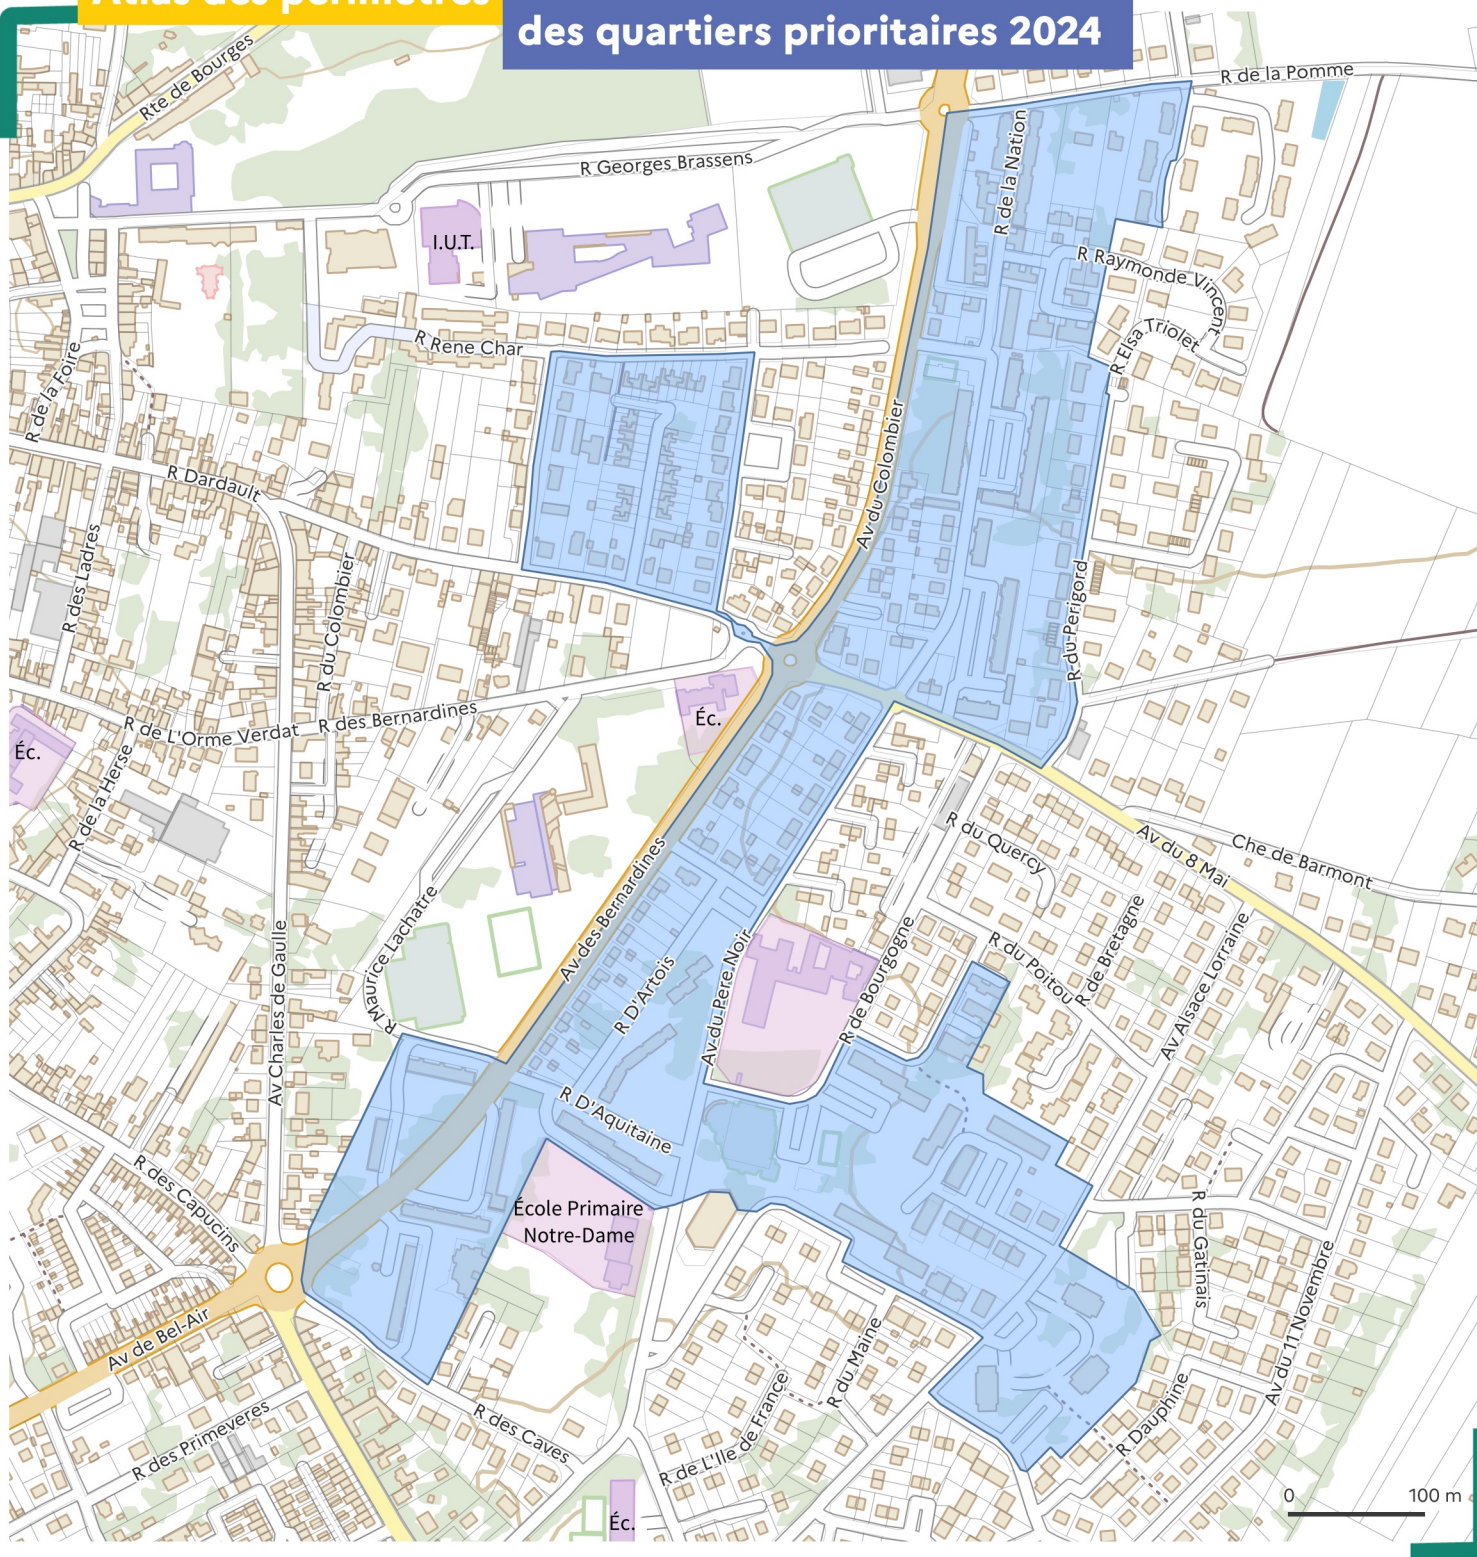 Atlas des périmètres
des quartiers prioritaires 2024
R de la Pomme
Rte de Bourges
R de la Nation
R Georges Brassens
I.U.T.
R Raymonde Vincent
R Elsa Triolet
R Rene Char
R de la Foire
Av du Colombier
R Dardault
R des Ladres
R du Colombier
R du Perigord
Éc.
R des Bernardines
R de L'Orme Verdat
Éc.
R de la Herse
R du Quercy
Av du 8 Mai
Che de Barmont
Av des Bernardines
R Maurice Lachatre
Av Charles de Gaulle
R D'Artois
Av du Pere Noir
R de Bourgogne
R du Poitou
R de Bretagne
Av Alsace Lorraine
R D'Aquitaine
R des Capucins
École Primaire
Notre-Dame
R du Gatinais
Av du 11 Novembre
Av de Bel-Air
R du Maine
R de L'Ile de France
R Dauphine
R des Primeveres
R des Caves
Éc.
0 100 m